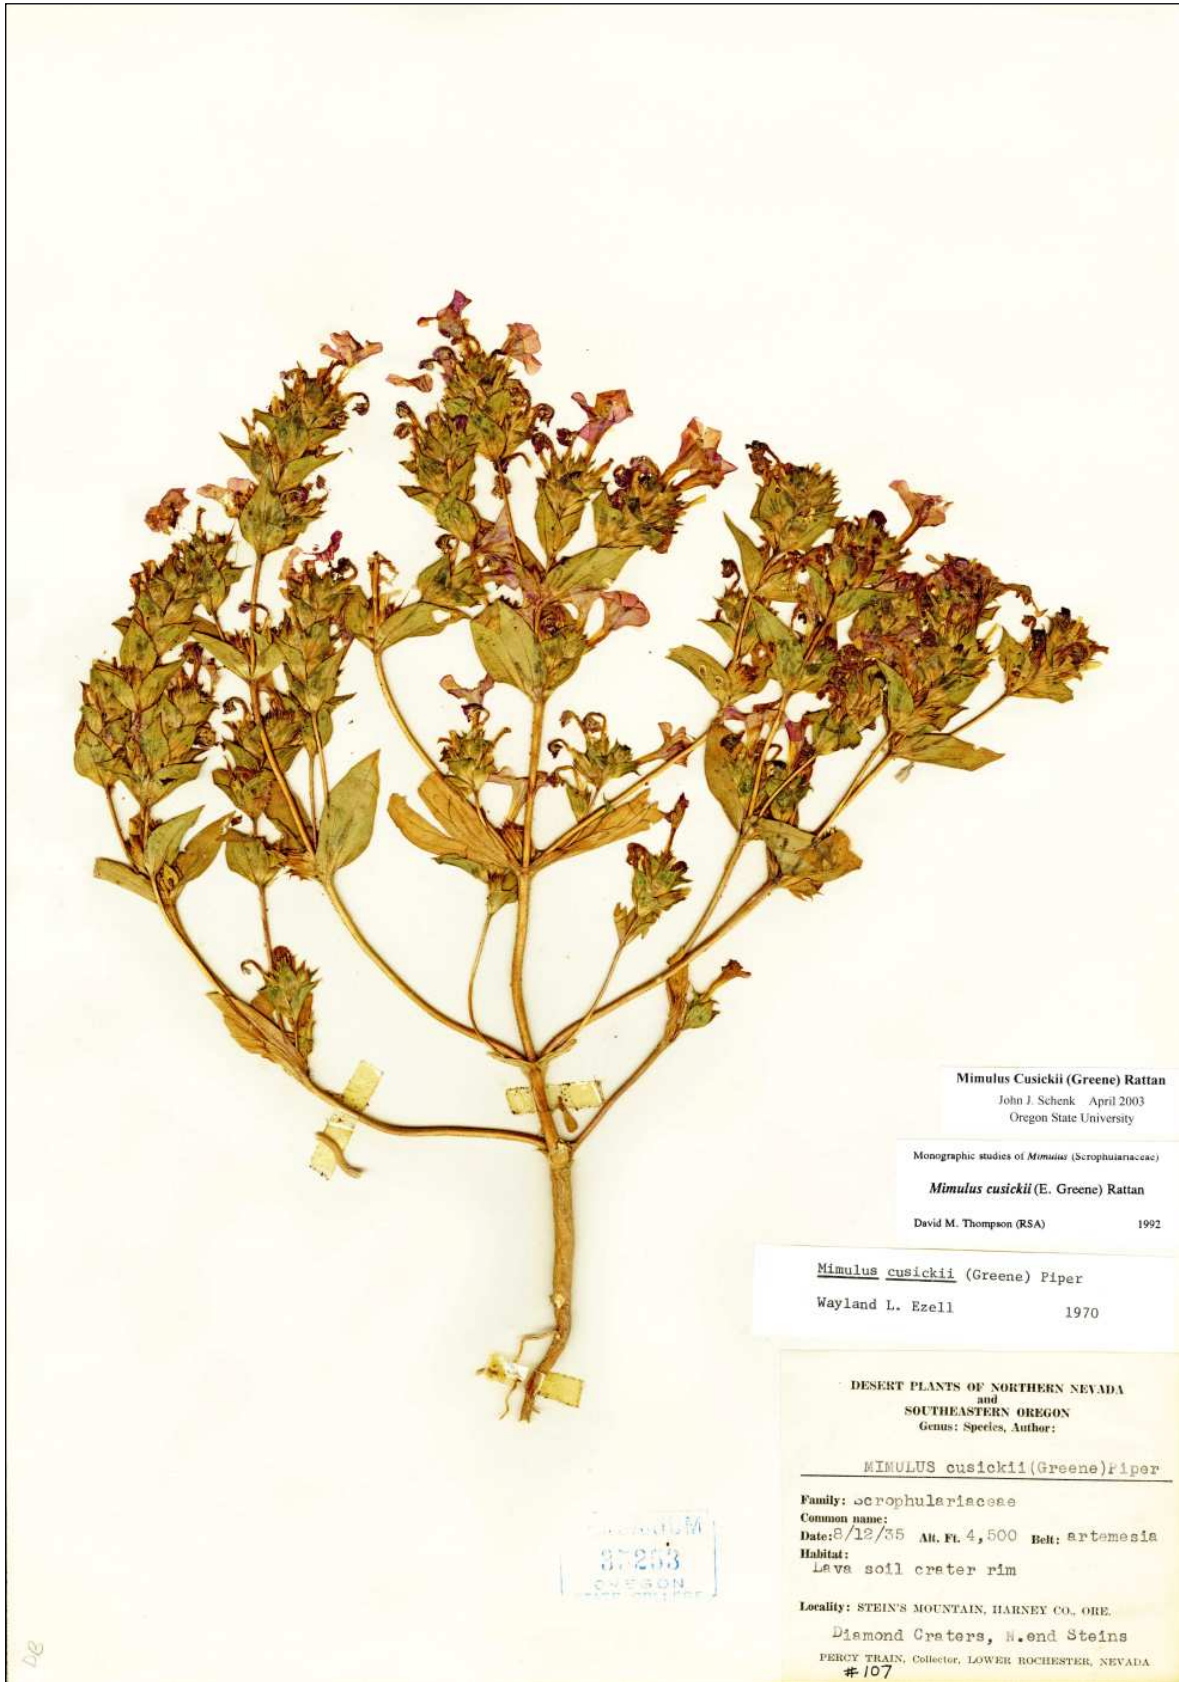 Mimulus Cusickii (Greene) Rattan
John J. Schenk April 2003
Oregon State University
Monographic studies of Mimulus (Scrophulariaceae)
Mimulus cusickii (E. Greene) Rattan
David M. Thompson (RSA) 1992
Mimulus cusickii (Greene) Piper
Wayland L. Ezell 1970
DESERT PLANTS OF NORTHERN NEVADA
and
SOUTHEASTERN OREGON
Genus: Species, Author:
MIMULUS cusickii(Greene)Piper
Family: Scrophulariaceae
Common name:
Date: 8/12/35 Alt. Ft. 4,500 Belt: artemesia
Habitat:
Lava soil crater rim
Locality: STEIN'S MOUNTAIN, HARNEY CO., ORE.
Diamond Craters, N.end Steins
PERCY TRAIN, Collector, LOWER ROCHESTER, NEVADA
#107
OREGON